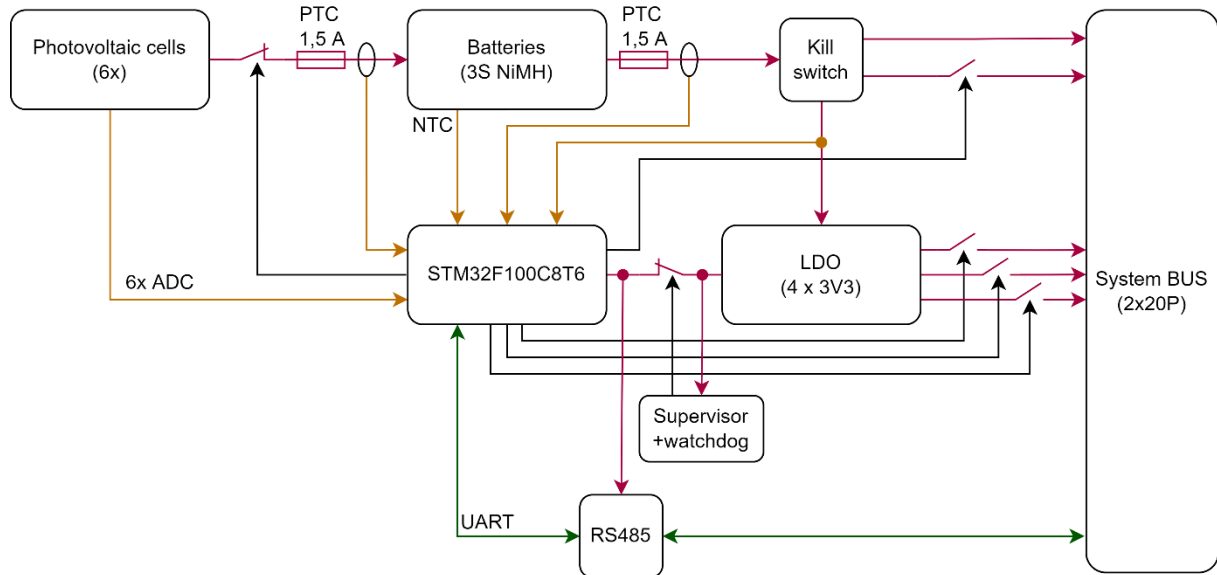 Photovoltaic cells
(6x)
PTC
1,5 A
Batteries
(3S NiMH)
PTC
1,5 A
Kill
switch
NTC
STM32F100C8T6
LDO
(4 x 3V3)
System BUS
(2x20P)
6x ADC
Supervisor
+watchdog
UART
RS485